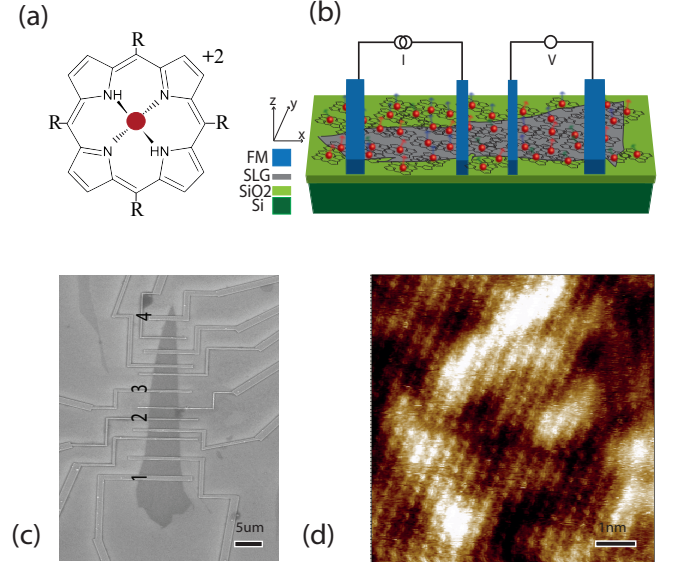 (a)
R
+2
NH
N
R
R
N
HN
R
(b)
I
V
z
y
x
FM
SLG
SiO2
Si
(c)
4
3
2
1
5um
(d)
1nm